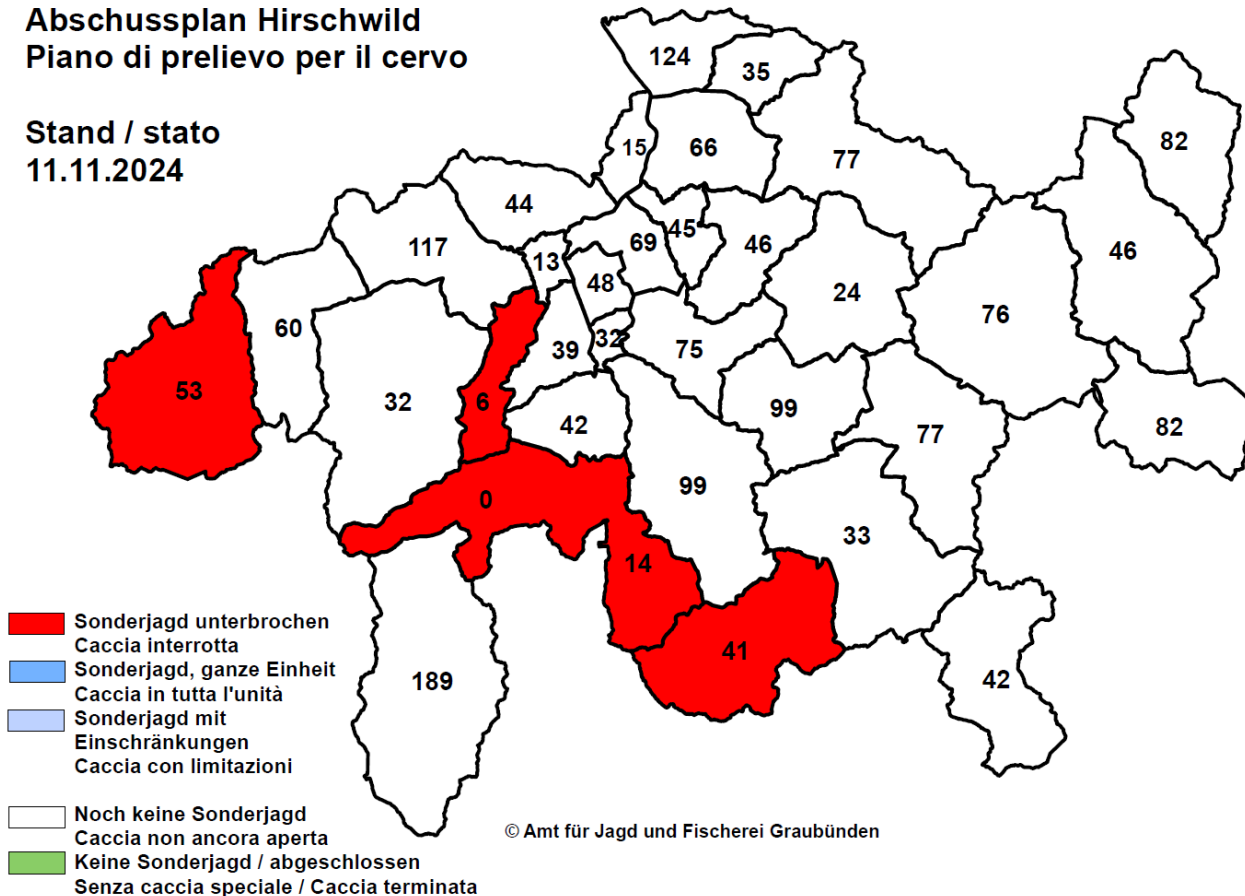 Abschussplan Hirschwild
Piano di prelievo per il cervo
Stand / stato
11.11.2024
124
35
15
66
77
82
44
45
117
69
46
46
13
48
24
60
76
32
39
75
53
32
6
99
42
77
82
99
0
33
14
41
42
189
Sonderjagd unterbrochen
Caccia interrotta
Sonderjagd, ganze Einheit
Caccia in tutta l'unità
Sonderjagd mit
Einschränkungen
Caccia con limitazioni
Noch keine Sonderjagd
Caccia non ancora aperta
Keine Sonderjagd / abgeschlossen
Senza caccia speciale / Caccia terminata
© Amt für Jagd und Fischerei Graubünden